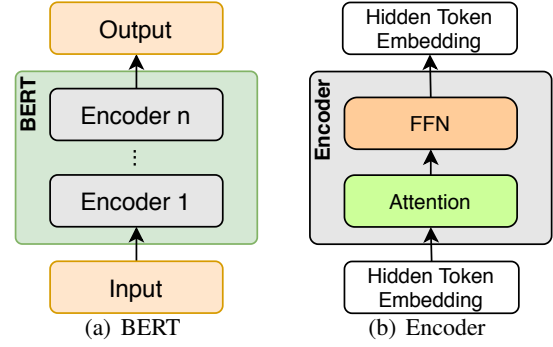 Output
BERT
Encoder n
...
Encoder 1
Input
(a) BERT
Hidden Token
Embedding
Encoder
FFN
Attention
Hidden Token
Embedding
(b) Encoder